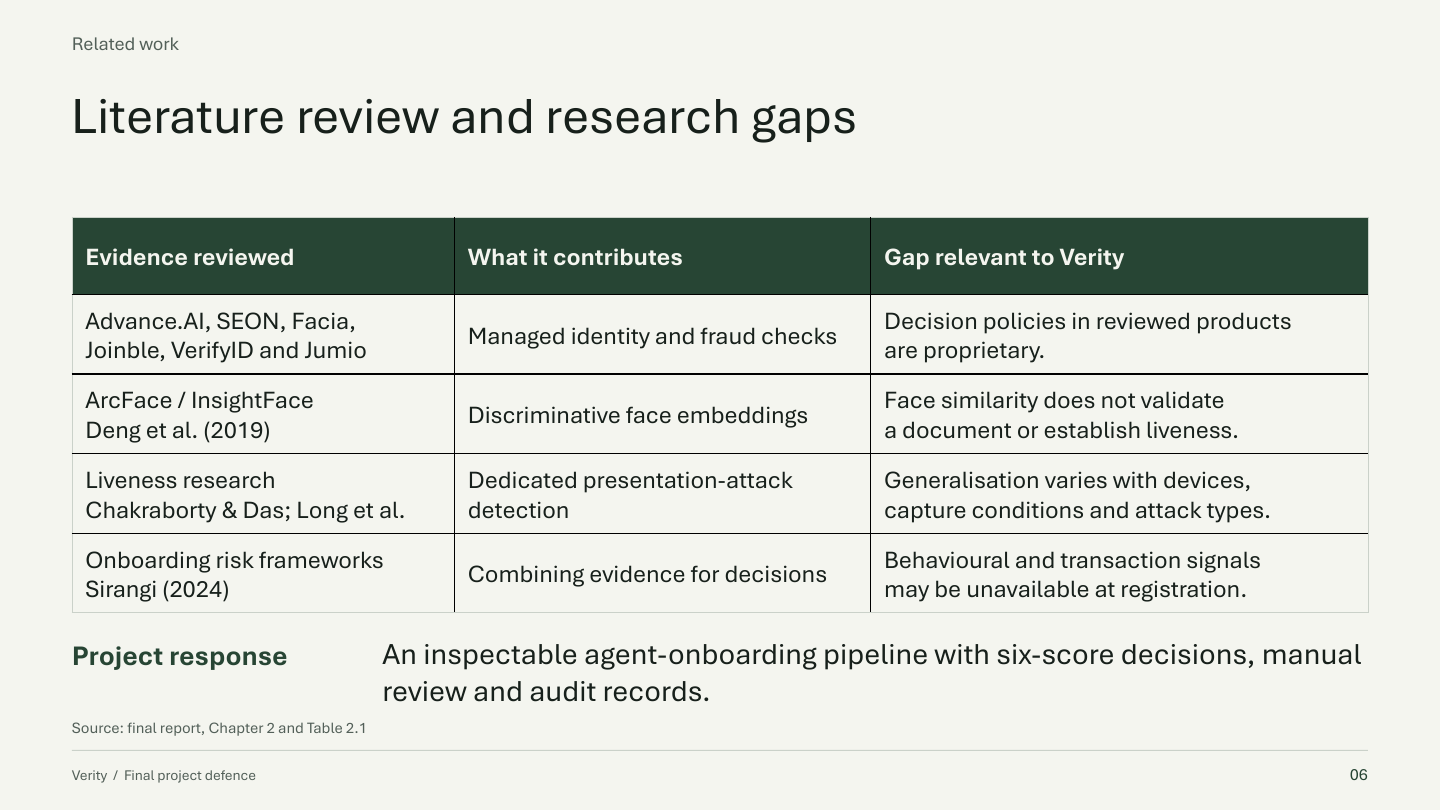 Related work
Literature review and research gaps
Evidence reviewed
What it contributes
Gap relevant to Verity
Advance.AI, SEON, Facia,
Joinble, VerifyID and Jumio
Managed identity and fraud checks
Decision policies in reviewed products
are proprietary.
ArcFace / InsightFace
Deng et al. (2019)
Discriminative face embeddings
Face similarity does not validate
a document or establish liveness.
Liveness research
Chakraborty & Das; Long et al.
Dedicated presentation-attack
detection
Generalisation varies with devices,
capture conditions and attack types.
Onboarding risk frameworks
Sirangi (2024)
Combining evidence for decisions
Behavioural and transaction signals
may be unavailable at registration.
Project response
An inspectable agent-onboarding pipeline with six-score decisions, manual
review and audit records.
Source: final report, Chapter 2 and Table 2.1
Verity / Final project defence
06